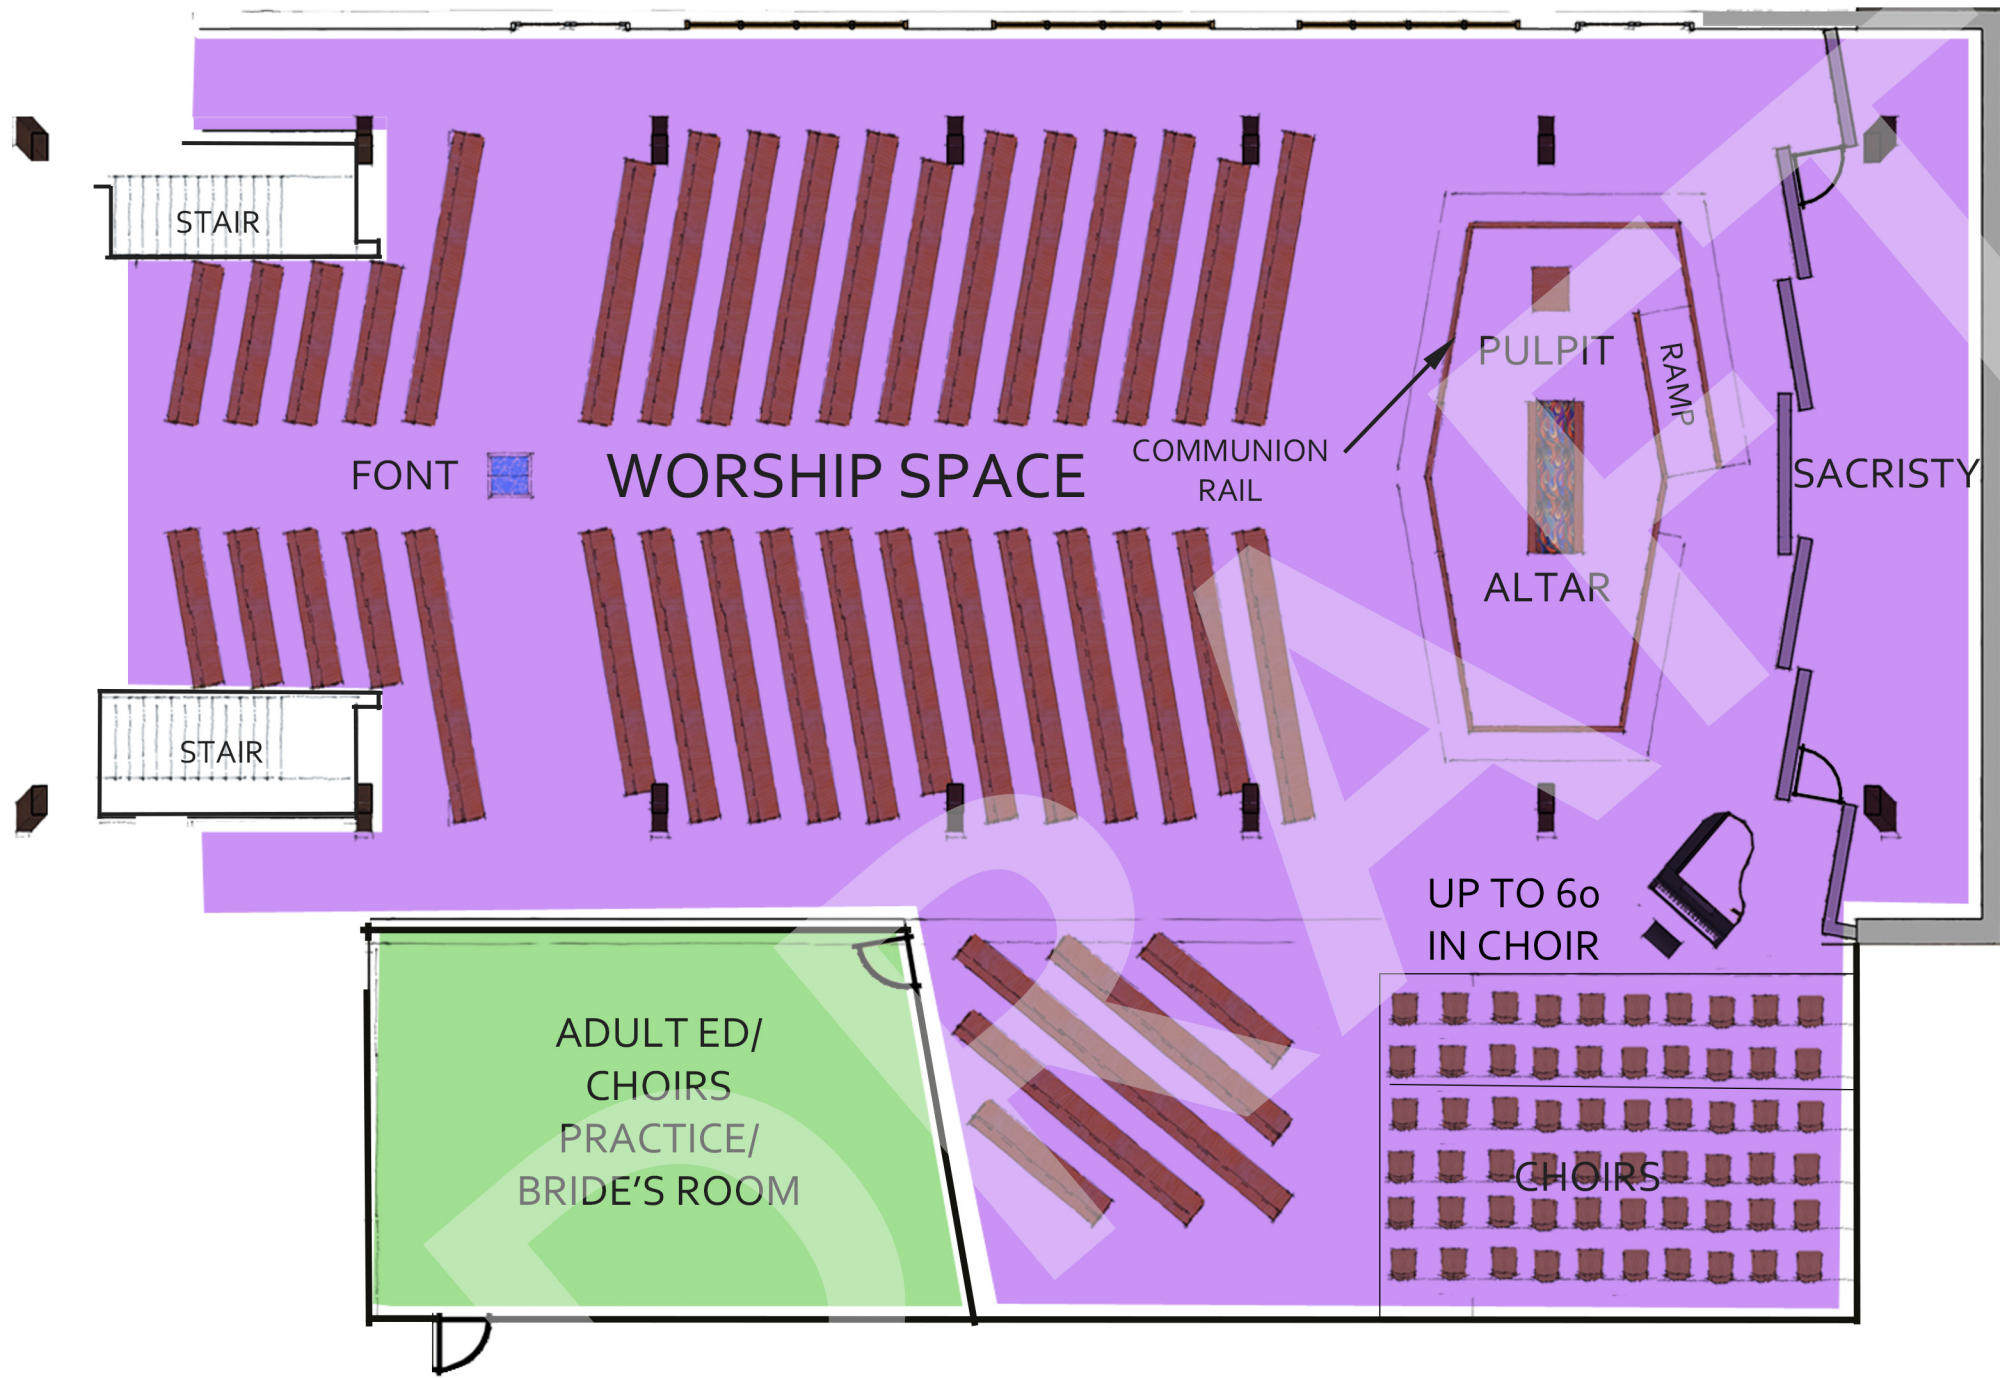 STAIR
PULPIT
RAMP
COMMUNION
RAIL
FONT
WORSHIP SPACE
SACRISTY
ALTAR
STAIR
UP TO 60
IN CHOIR
ADULT ED/
CHOIRS
PRACTICE/
BRIDE’S ROOM
CHOIRS
DRAFT